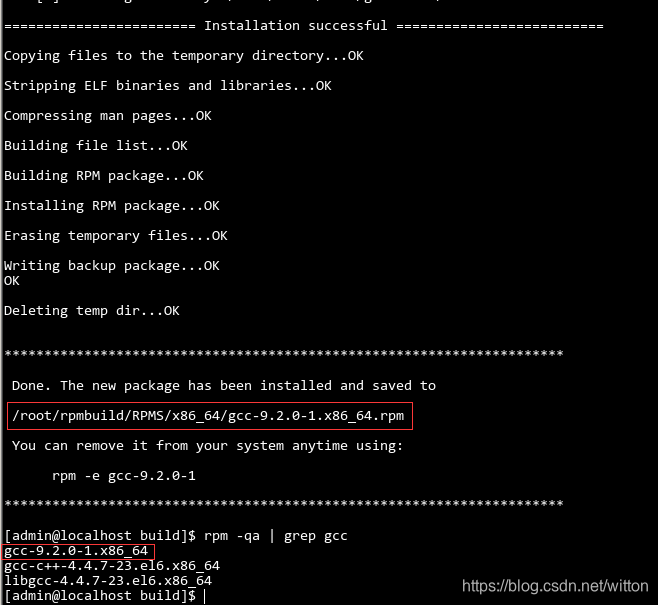 ======================== Installation successful ==========================
Copying files to the temporary directory...OK
Stripping ELF binaries and libraries...OK
Compressing man pages...OK
Building file list...OK
Building RPM package...OK
Installing RPM package...OK
Erasing temporary files...OK
Writing backup package...OK
OK
Deleting temp dir...OK
**********************************************************************
Done. The new package has been installed and saved to
/root/rpmbuild/RPMS/x86_64/gcc-9.2.0-1.x86_64.rpm
You can remove it from your system anytime using:
rpm -e gcc-9.2.0-1
**********************************************************************
[admin@localhost build]$ rpm -qa | grep gcc
gcc-9.2.0-1.x86_64
gcc-c++-4.4.7-23.el6.x86_64
libgcc-4.4.7-23.el6.x86_64
[admin@localhost build]$
https://blog.csdn.net/witton